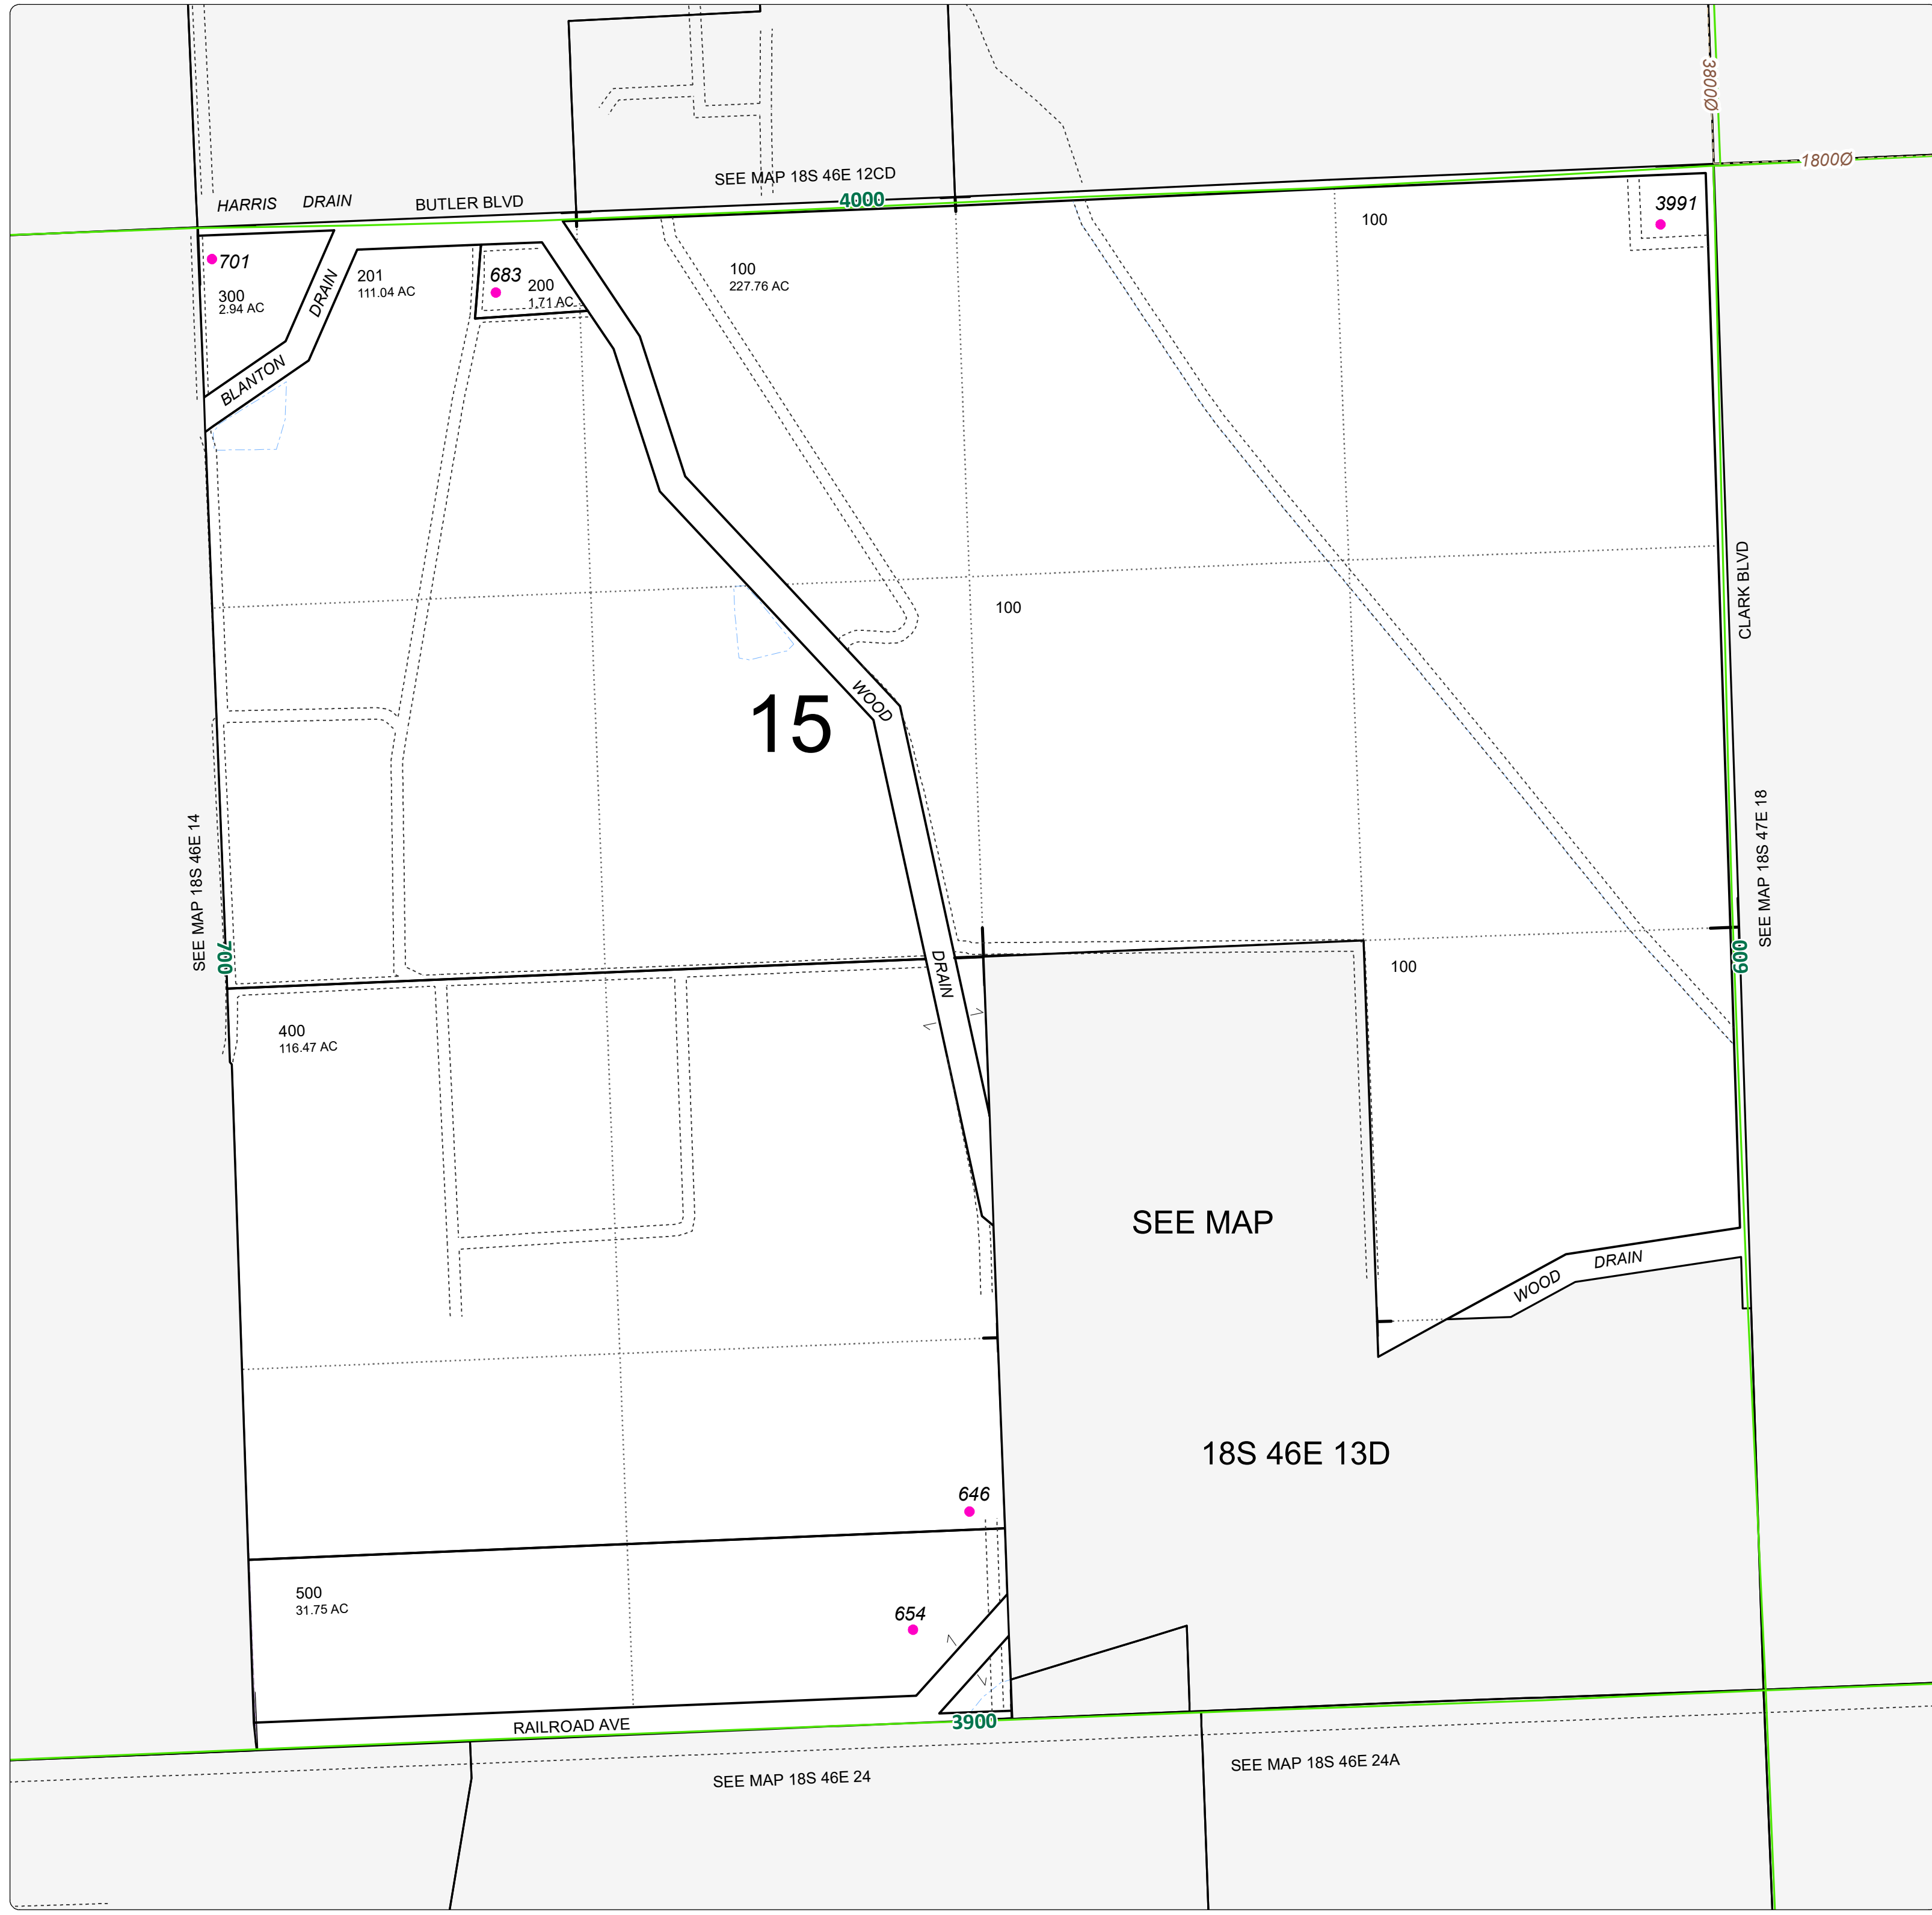 3800Ø
1800Ø
SEE MAP 18S 46E 12CD
4000
HARRIS DRAIN
BUTLER BLVD
3991
100
701
300
2.94 AC
DRAIN
BLANTON
201
111.04 AC
683
200
1.71 AC
100
227.76 AC
100
CLARK BLVD
WOOD
15
SEE MAP 18S 46E 14
700
SEE MAP 18S 47E 18
600
DRAIN
100
400
116.47 AC
SEE MAP
WOOD DRAIN
18S 46E 13D
646
500
31.75 AC
654
RAILROAD AVE
3900
SEE MAP 18S 46E 24
SEE MAP 18S 46E 24A